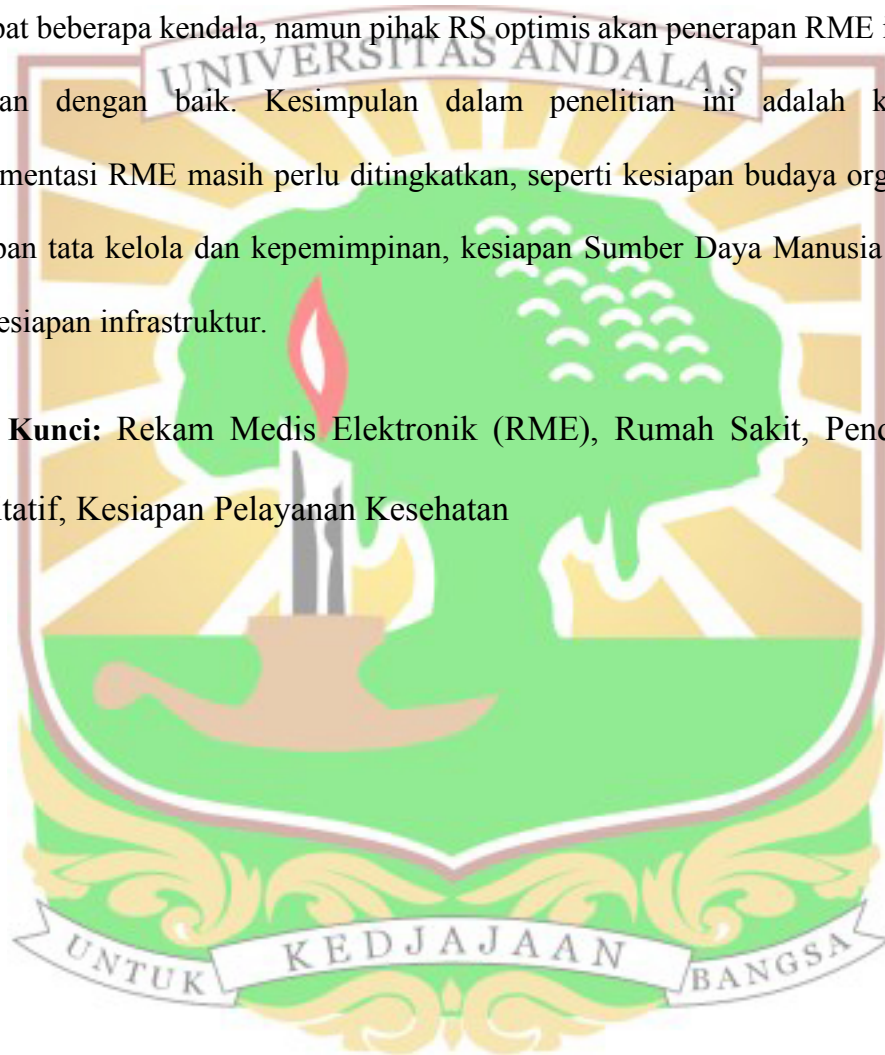 pat beberapa kendala, namun pihak RS optimis akan penerapan RME
UNIVERSITAS ANDALAS
an dengan baik. Kesimpulan dalam penelitian ini adalah k
mentasi RME masih perlu ditingkatkan, seperti kesiapan budaya org
pan tata kelola dan kepemimpinan, kesiapan Sumber Daya Manusia
esiapan infrastruktur.
Kunci: Rekam Medis Elektronik (RME), Rumah Sakit, Pend
tatif, Kesiapan Pelayanan Kesehatan
UNTUK KEDJAJAAN BANGSA